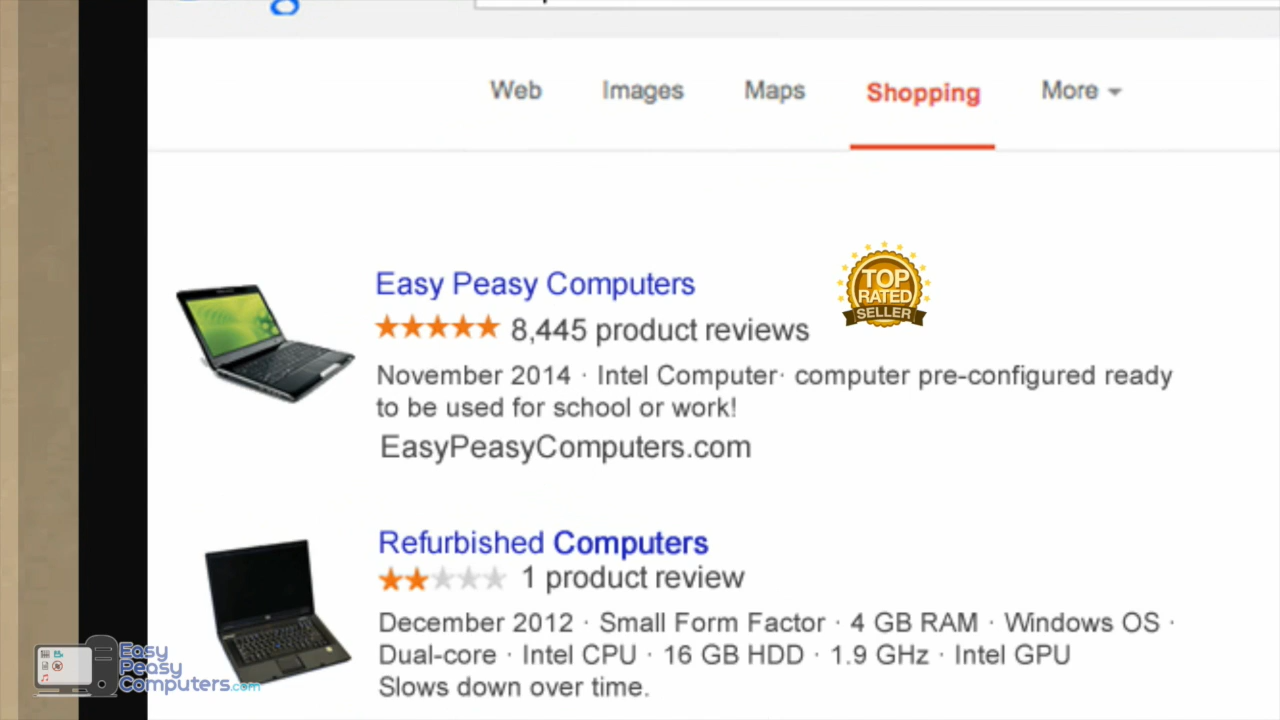 Web Images Maps Shopping More
Easy Peasy Computers
TOP
RATED
SELLER
8,445 product reviews
November 2014 · Intel Computer· computer pre-configured ready
to be used for school or work!
EasyPeasyComputers.com
Refurbished Computers
1 product review
December 2012 · Small Form Factor · 4 GB RAM · Windows OS ·
Dual-core · Intel CPU · 16 GB HDD · 1.9 GHz · Intel GPU
Slows down over time.
Easy
Peasy
Computers.com